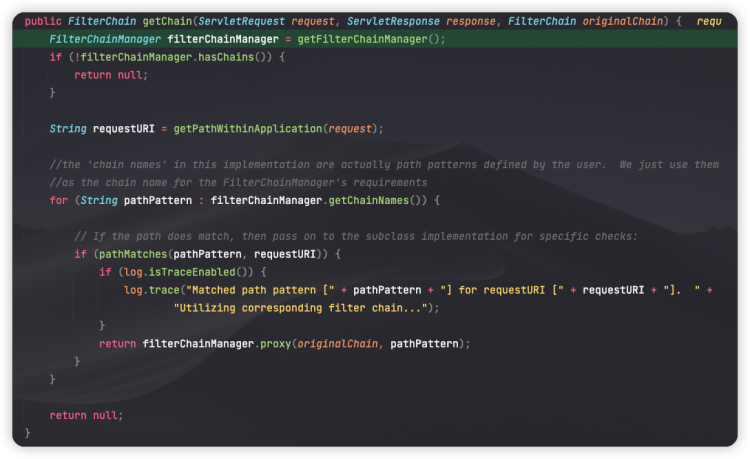 public FilterChain getChain(ServletRequest request, ServletResponse response, FilterChain originalChain) {  requ
    FilterChainManager filterChainManager = getFilterChainManager();
    if (!filterChainManager.hasChains()) {
        return null;
    }

    String requestURI = getPathWithinApplication(request);

    //the 'chain names' in this implementation are actually path patterns defined by the user.  We just use them
    //as the chain name for the FilterChainManager's requirements
    for (String pathPattern : filterChainManager.getChainNames()) {

        // If the path does match, then pass on to the subclass implementation for specific checks:
        if (pathMatches(pathPattern, requestURI)) {
            if (log.isTraceEnabled()) {
                log.trace("Matched path pattern [" + pathPattern + "] for requestURI [" + requestURI + "].  " +
                        "Utilizing corresponding filter chain...");
            }
            return filterChainManager.proxy(originalChain, pathPattern);
        }
    }

    return null;
}